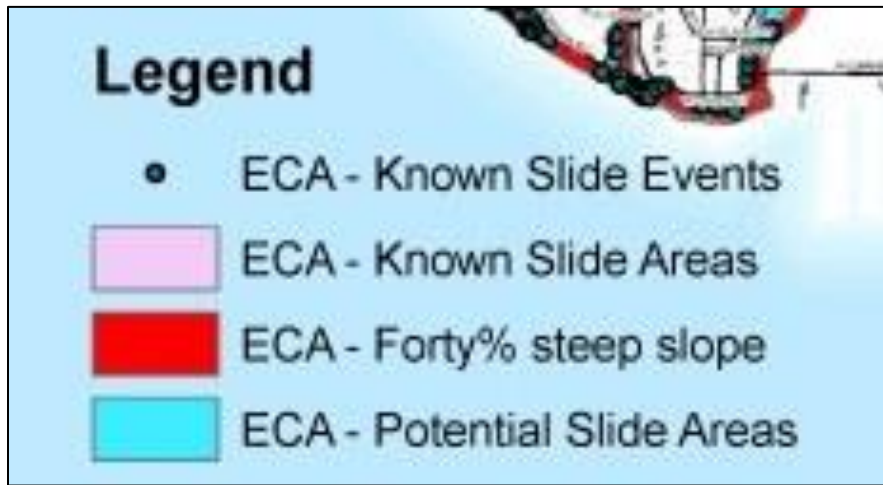 Legend
ECA - Known Slide Events
ECA - Known Slide Areas
ECA - Forty% steep slope
ECA - Potential Slide Areas